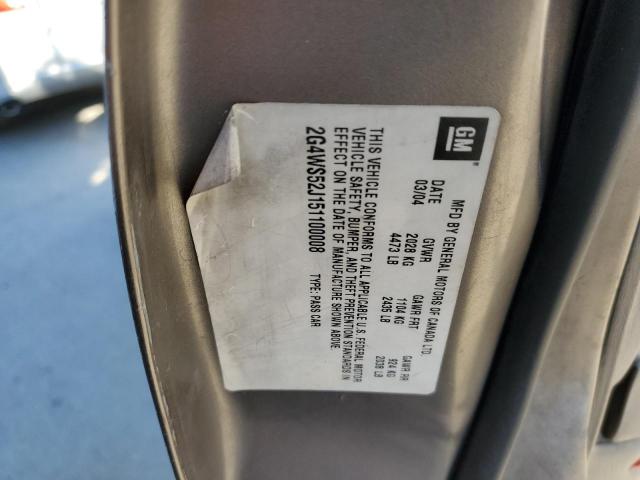 GM
MFD BY GENERAL MOTORS OF CANADA LTD.
DATE GVWR GAWR FRT GAWR RR
03/04 2028 KG 1104 KG 924 KG
4473 LB 2435 LB 2038 LB
THIS VEHICLE CONFORMS TO ALL APPLICABLE U.S. FEDERAL MOTOR
VEHICLE SAFETY, BUMPER, AND THEFT PREVENTION STANDARDS IN
EFFECT ON THE DATE OF MANUFACTURE SHOWN ABOVE.
2G4WS52J151100008 TYPE: PASS CAR